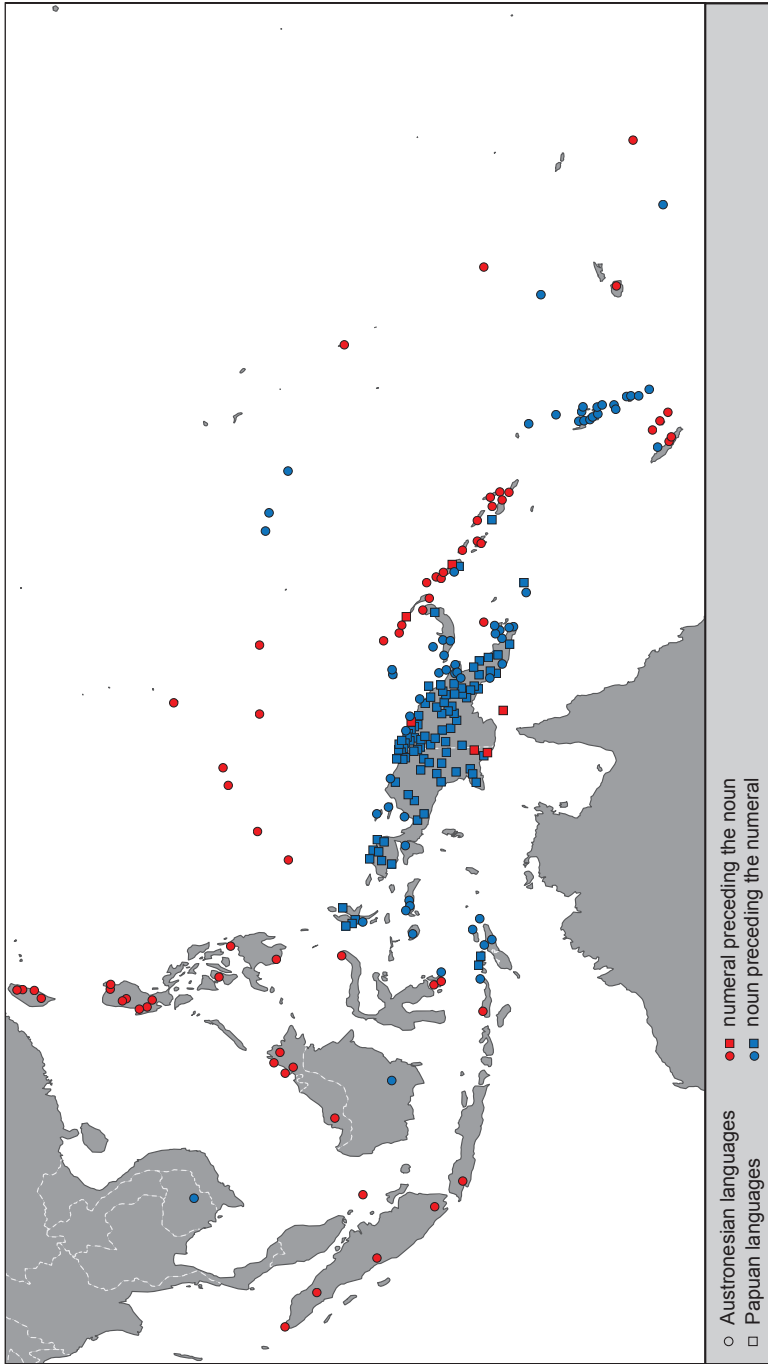 ○ Austronesian languages
□ Papuan languages
numeral preceding the noun
noun preceding the numeral